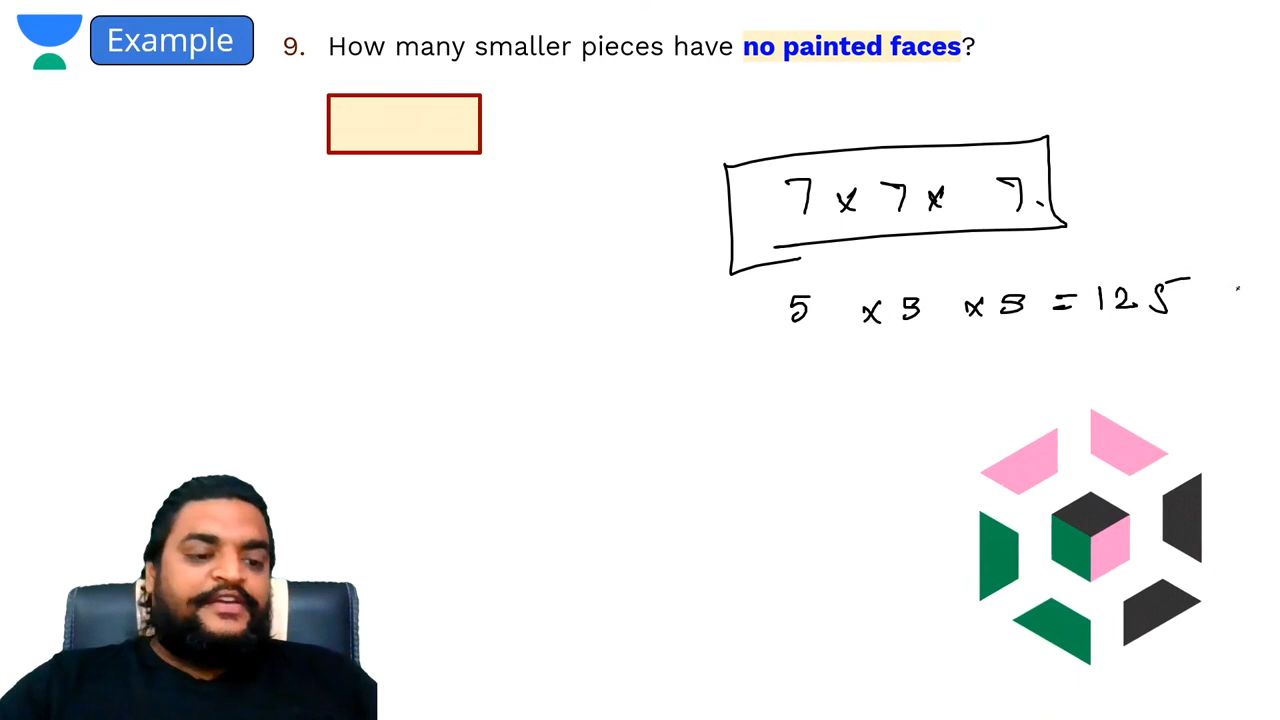 Example
9. How many smaller pieces have no painted faces?
7 x 7 x 7.
5 x 5 x 5 = 125